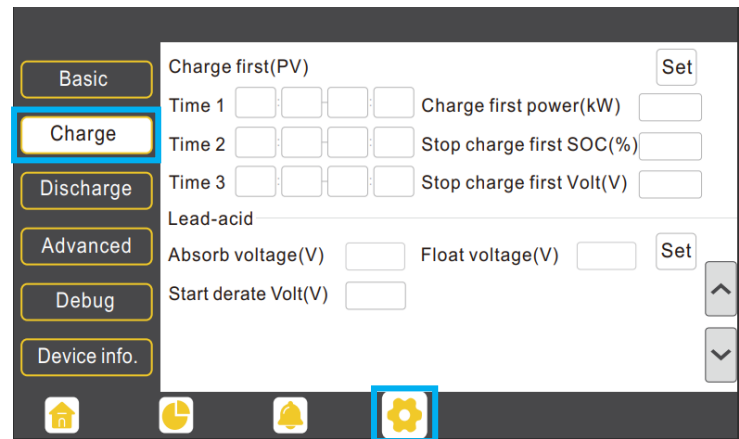 Basic
Charge
Discharge
Advanced
Debug
Device info.
Charge first(PV) Set
Time 1 : - : Charge first power(kW)
Time 2 : - : Stop charge first SOC(%)
Time 3 : - : Stop charge first Volt(V)
Lead-acid
Absorb voltage(V) Float voltage(V) Set
Start derate Volt(V)